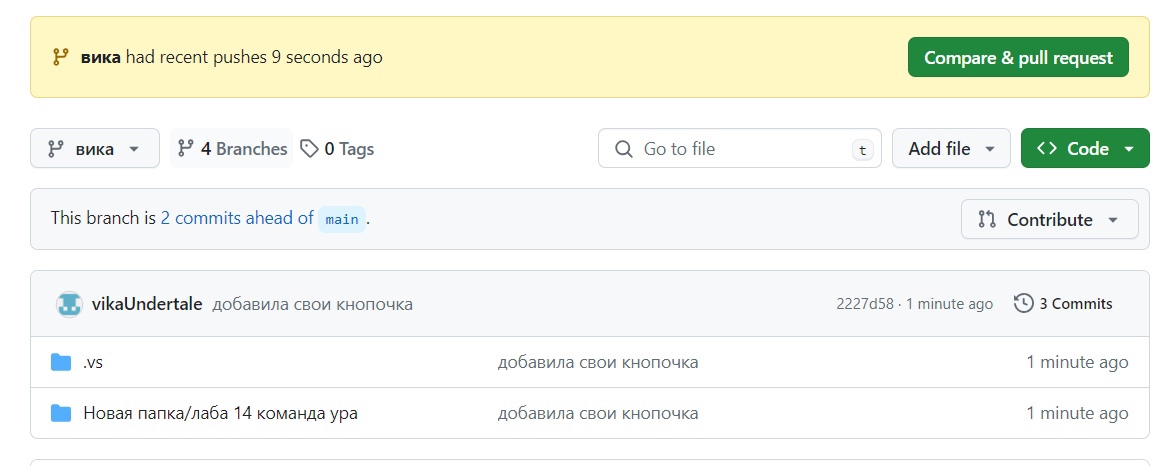 вика had recent pushes 9 seconds ago
Compare & pull request
вика
4 Branches
0 Tags
Go to file
t
Add file
Code
This branch is 2 commits ahead of main.
Contribute
vikaUndertale добавила свои кнопочка
2227d58 · 1 minute ago
3 Commits
.vs
добавила свои кнопочка
1 minute ago
Новая папка/лаба 14 команда ура
добавила свои кнопочка
1 minute ago